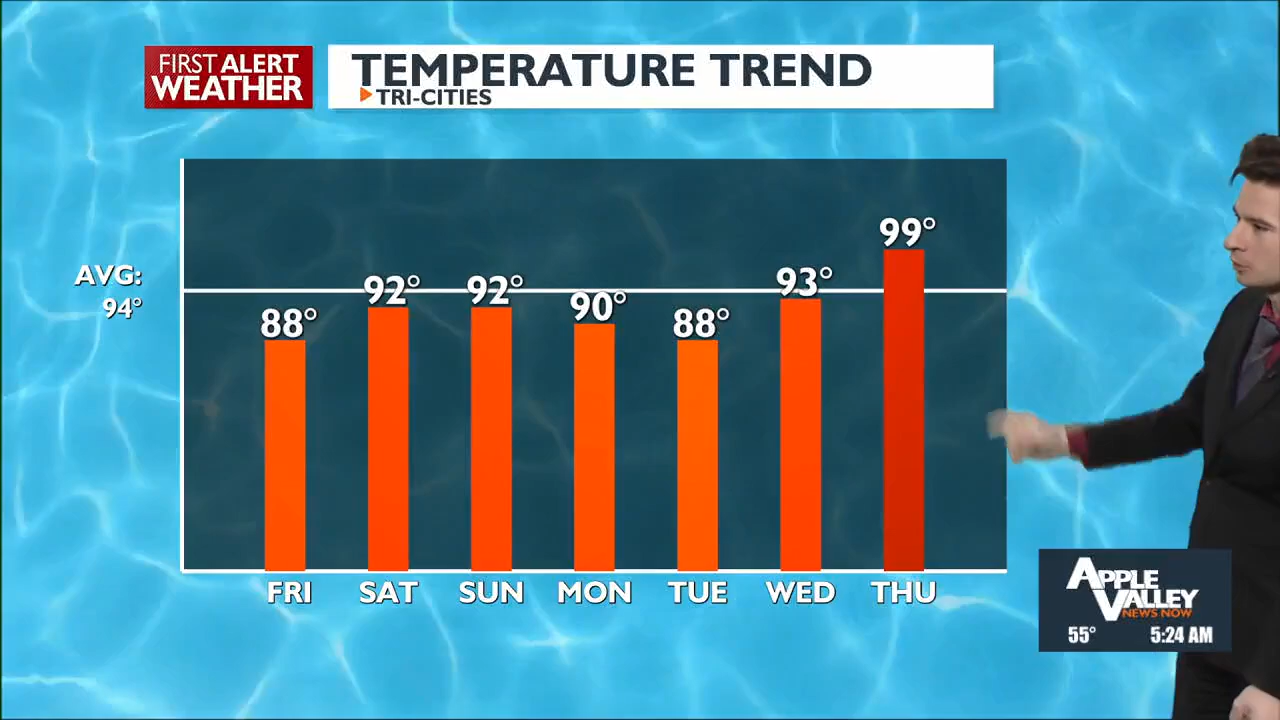 FIRST ALERT
WEATHER
TEMPERATURE TREND
TRI-CITIES
AVG:
94°
88°
92°
92°
90°
88°
93°
99°
FRI SAT SUN MON TUE WED THU
APPLE
VALLEY
NEWS NOW
55° 5:24 AM